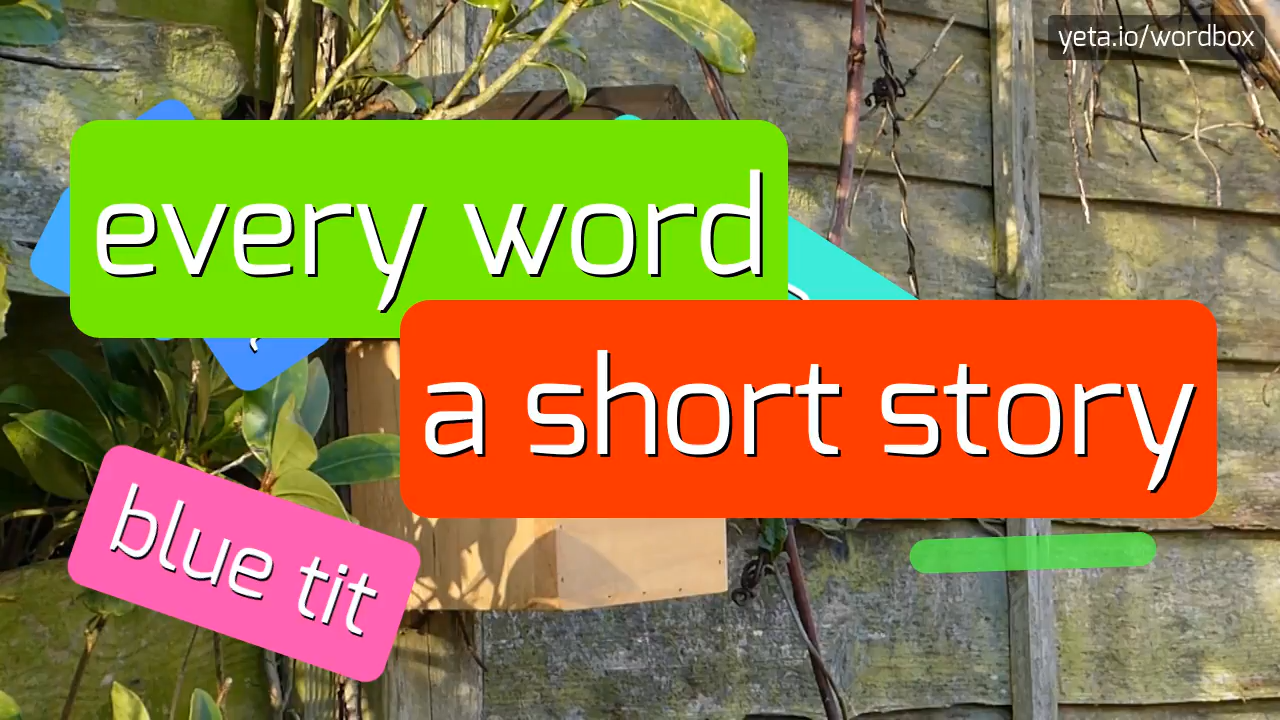 yeta.io/wordbox
every word
a short story
blue tit